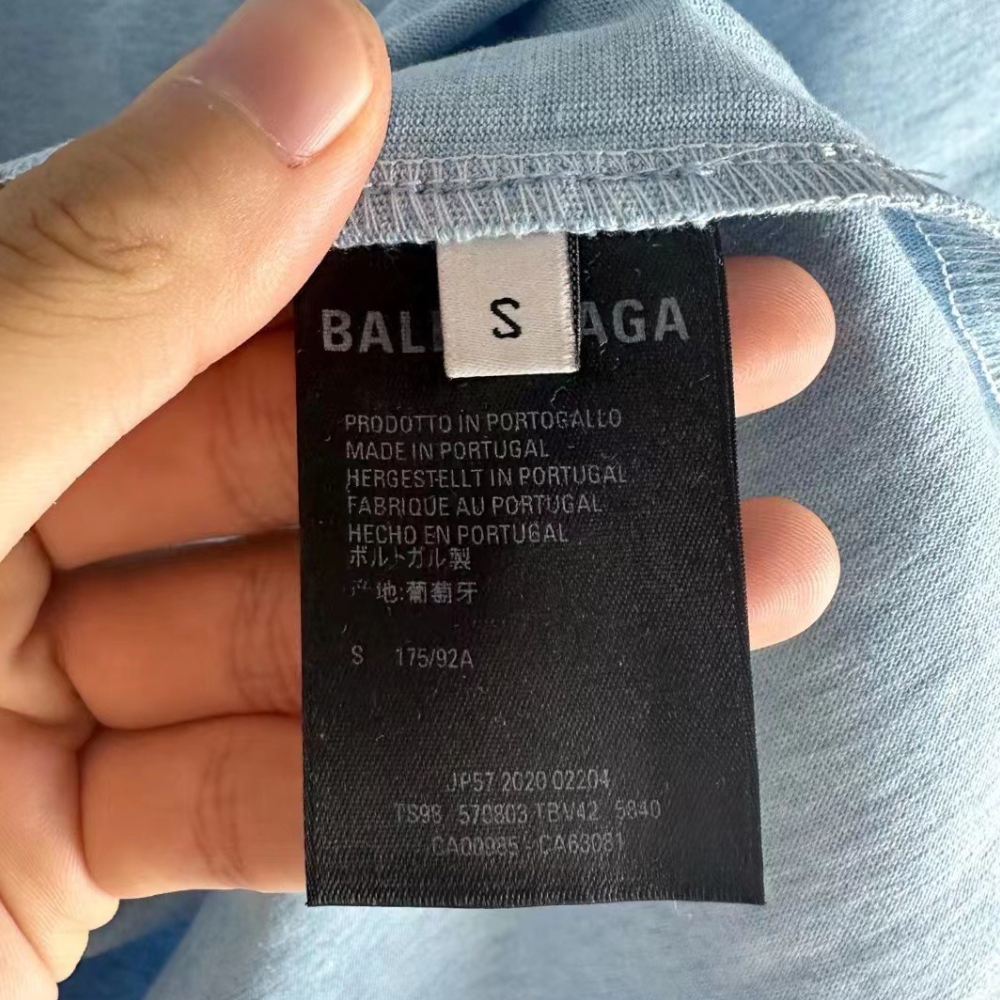 S
BAL AGA
PRODOTTO IN PORTOGALLO
MADE IN PORTUGAL
HERGESTELLT IN PORTUGAL
FABRIQUE AU PORTUGAL
HECHO EN PORTUGAL
ポルトガル製
产地:葡萄牙
S 175/92A
JP57 2020 02204
TS98 570803 TBV42 5840
CA00985 - CA63081